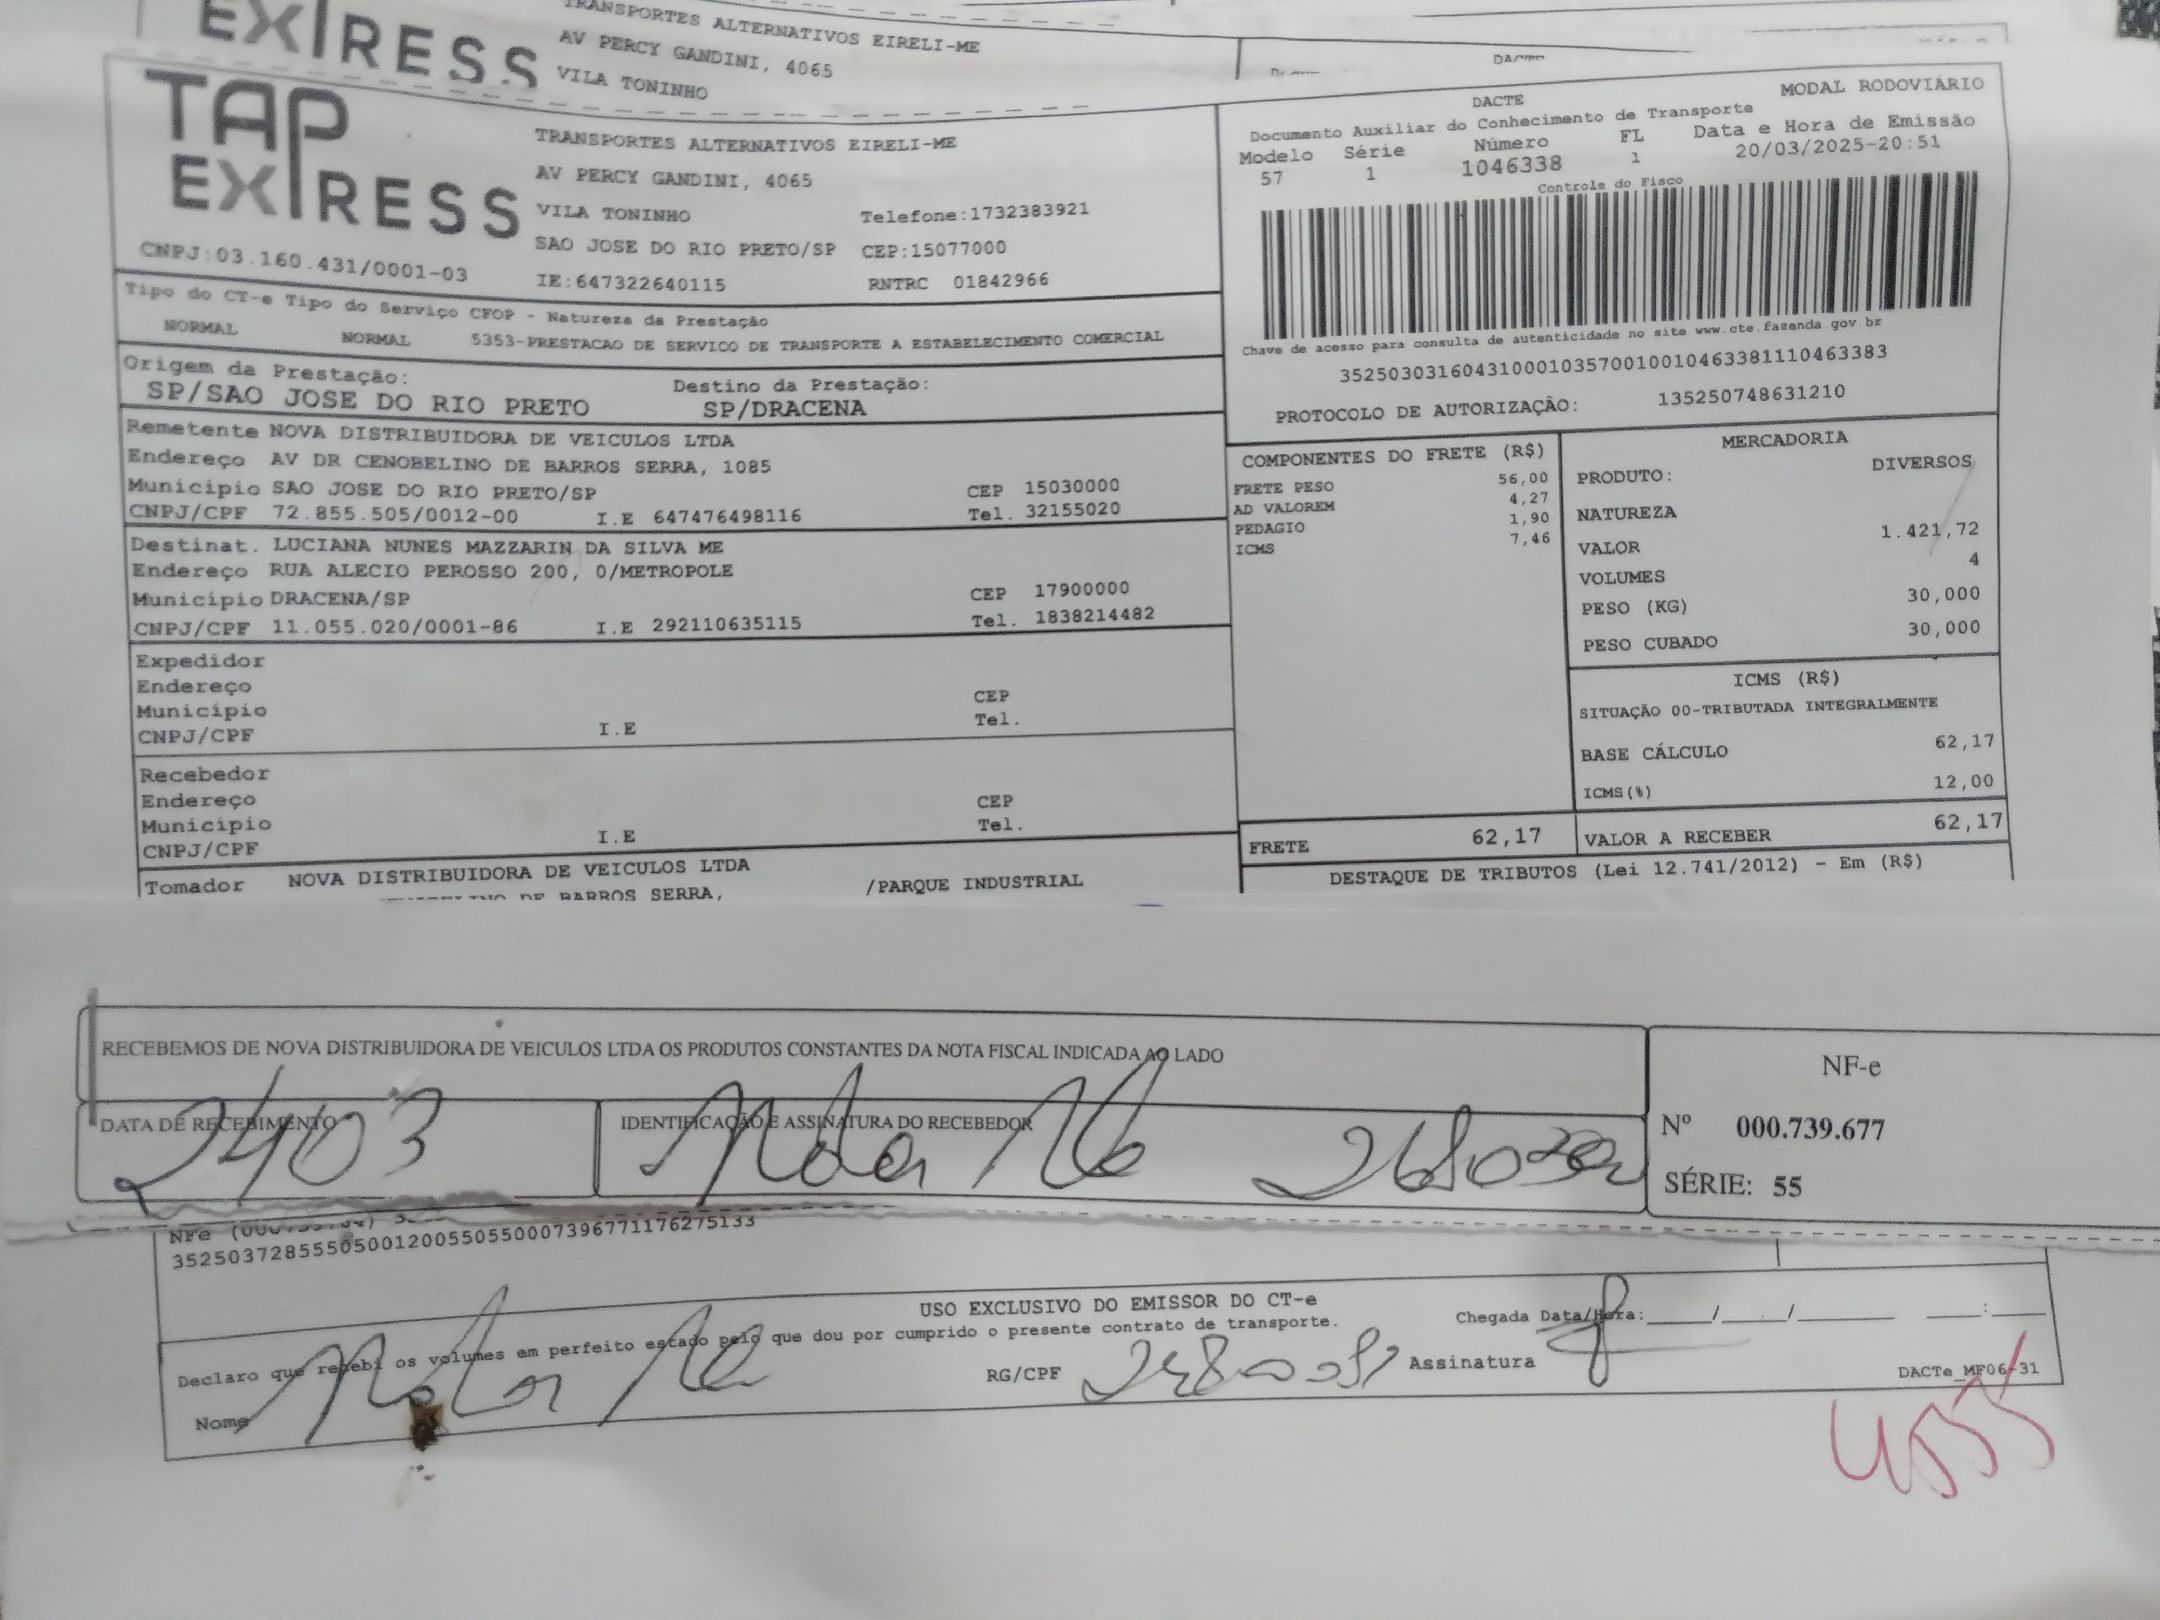 EXPRESS
TRANSPORTES ALTERNATIVOS EIRELI-ME
AV PERCY GANDINI, 4065
VILA TONINHO
TAP
EXPRESS
TRANSPORTES ALTERNATIVOS EIRELI-ME
AV PERCY GANDINI, 4065
VILA TONINHO Telefone:1732383921
SAO JOSE DO RIO PRETO/SP CEP:15077000
CNPJ:03.160.431/0001-03 IE:647322640115 RNTRC 01842966
DACTE MODAL RODOVIÁRIO
Documento Auxiliar do Conhecimento de Transporte
Modelo Série Número FL Data e Hora de Emissão
57 1 1046338 1 20/03/2025-20:51
Controle do Fisco
Chave de acesso para consulta de autenticidade no site www.cte.fazenda.gov.br
35250303160431000103570010010463381110463383
PROTOCOLO DE AUTORIZAÇÃO: 135250748631210
Tipo do CT-e Tipo do Serviço CFOP - Natureza da Prestação
NORMAL NORMAL 5353-PRESTACAO DE SERVICO DE TRANSPORTE A ESTABELECIMENTO COMERCIAL
Origem da Prestação: Destino da Prestação:
SP/SAO JOSE DO RIO PRETO SP/DRACENA
Remetente NOVA DISTRIBUIDORA DE VEICULOS LTDA
Endereço AV DR CENOBELINO DE BARROS SERRA, 1085
Município SAO JOSE DO RIO PRETO/SP CEP 15030000
CNPJ/CPF 72.855.505/0012-00 I.E 647476498116 Tel. 32155020
Destinat. LUCIANA NUNES MAZZARIN DA SILVA ME
Endereço RUA ALECIO PEROSSO 200, 0/METROPOLE
Município DRACENA/SP CEP 17900000
CNPJ/CPF 11.055.020/0001-86 I.E 292110635115 Tel. 1838214482
Expedidor
Endereço CEP
Município Tel.
CNPJ/CPF I.E
Recebedor
Endereço CEP
Município Tel.
CNPJ/CPF I.E
Tomador NOVA DISTRIBUIDORA DE VEICULOS LTDA
DE BARROS SERRA, /PARQUE INDUSTRIAL
COMPONENTES DO FRETE (R$)
FRETE PESO 56,00
AD VALOREM 4,27
PEDAGIO 1,90
ICMS 7,46
FRETE 62,17
MERCADORIA
PRODUTO: DIVERSOS
NATUREZA
VALOR 1.421,72
VOLUMES 4
PESO (KG) 30,000
PESO CUBADO 30,000
ICMS (R$)
SITUAÇÃO 00-TRIBUTADA INTEGRALMENTE
BASE CÁLCULO 62,17
ICMS(%) 12,00
VALOR A RECEBER 62,17
DESTAQUE DE TRIBUTOS (Lei 12.741/2012) - Em (R$)
RECEBEMOS DE NOVA DISTRIBUIDORA DE VEICULOS LTDA OS PRODUTOS CONSTANTES DA NOTA FISCAL INDICADA AO LADO
DATA DE RECEBIMENTO IDENTIFICAÇÃO E ASSINATURA DO RECEBEDOR
2403
NF-e
Nº 000.739.677
SÉRIE: 55
NFe
35250372855505001200550550007396771176275133
USO EXCLUSIVO DO EMISSOR DO CT-e
Declaro que recebi os volumes em perfeito estado pelo que dou por cumprido o presente contrato de transporte.
Chegada Data/Hora:_____/____/________ ____:____
Nome RG/CPF Assinatura
DACTe_MF06-31
4555